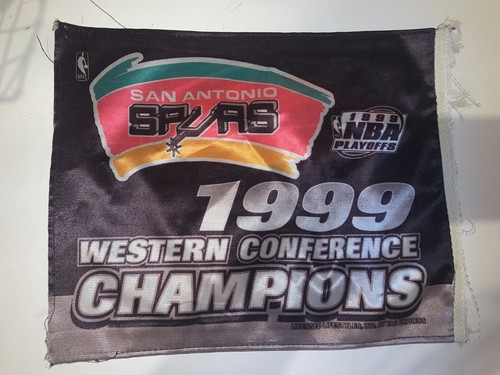 SAN ANTONIO
SPURS
1999
NBA
PLAYOFFS
1999
WESTERN CONFERENCE
CHAMPIONS